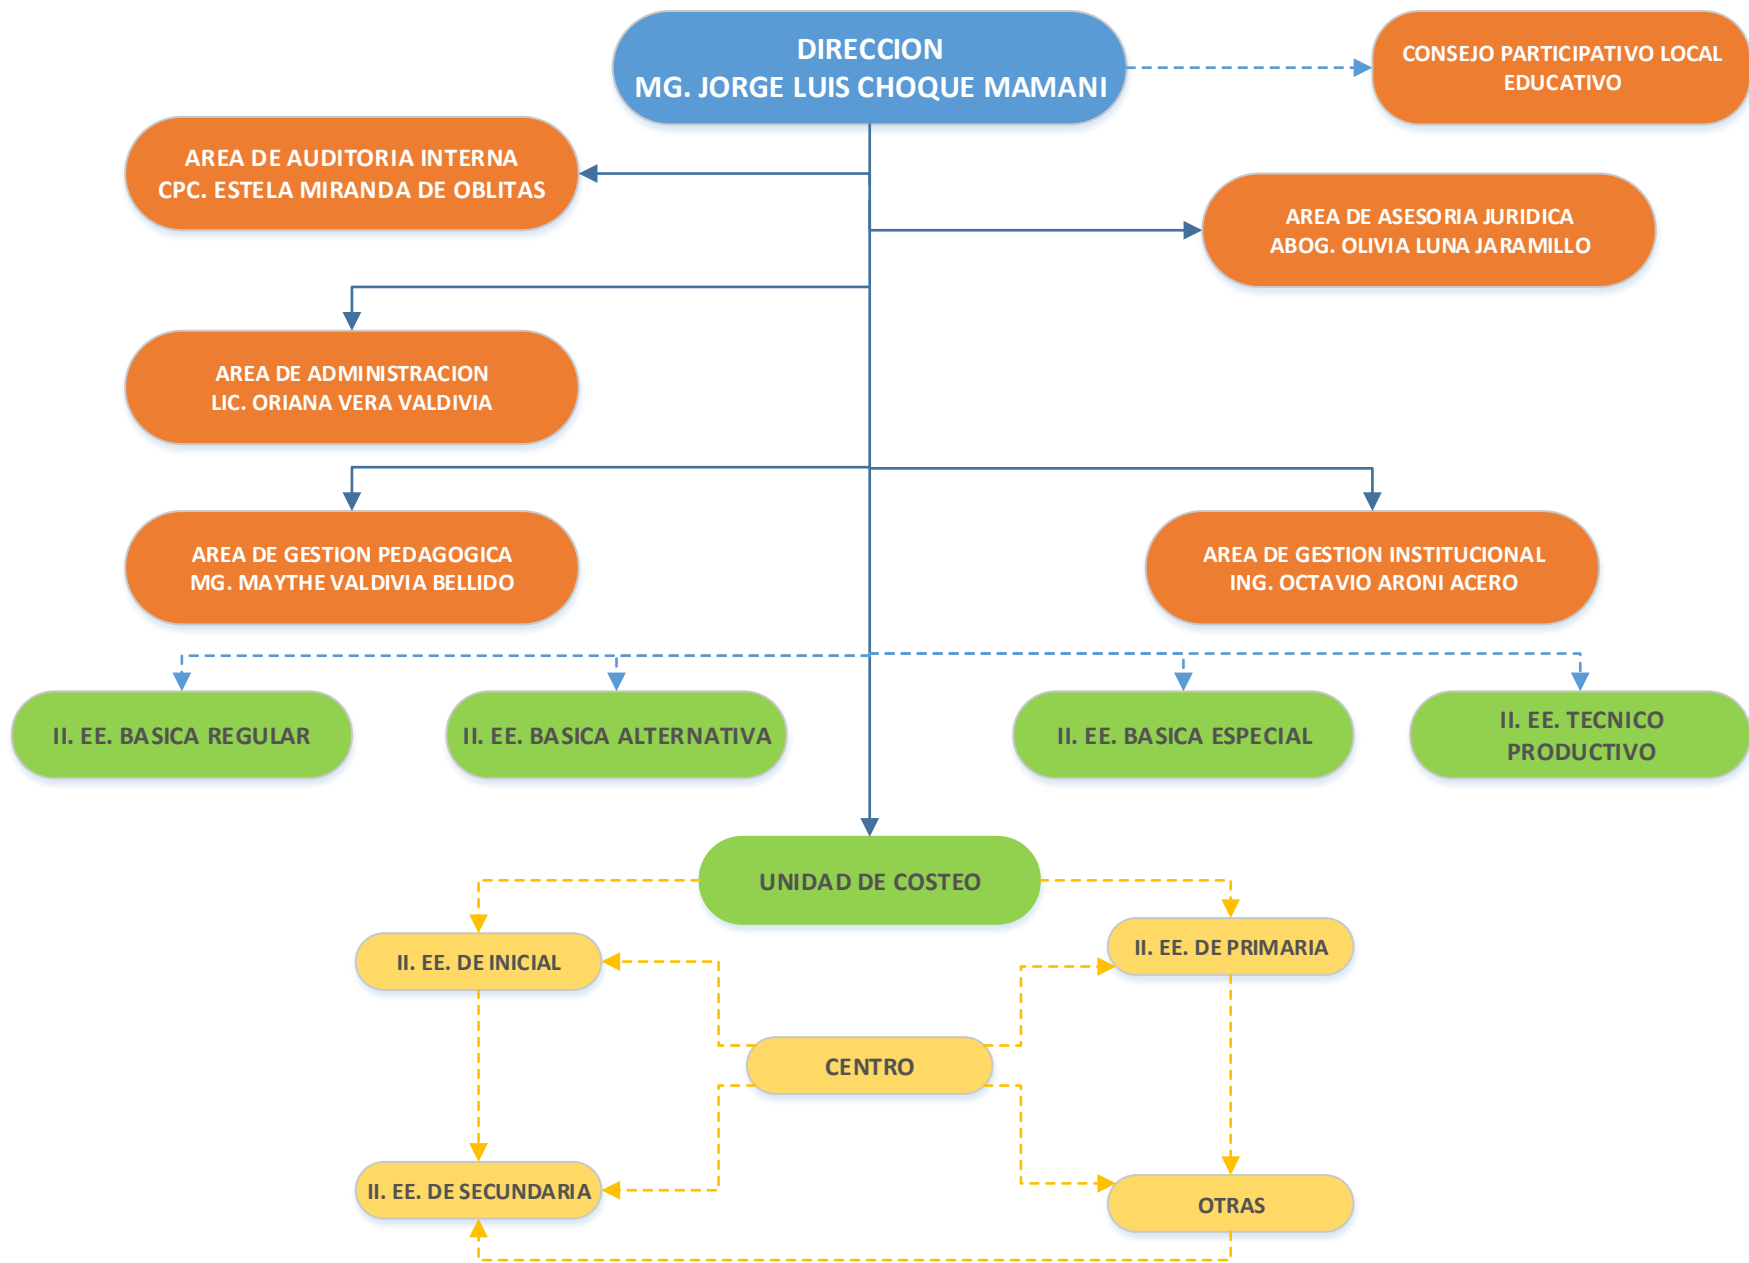 DIRECCION
MG. JORGE LUIS CHOQUE MAMANI
CONSEJO PARTICIPATIVO LOCAL
EDUCATIVO
AREA DE AUDITORIA INTERNA
CPC. ESTELA MIRANDA DE OBLITAS
AREA DE ASESORIA JURIDICA
ABOG. OLIVIA LUNA JARAMILLO
AREA DE ADMINISTRACION
LIC. ORIANA VERA VALDIVIA
AREA DE GESTION PEDAGOGICA
MG. MAYTHE VALDIVIA BELLIDO
AREA DE GESTION INSTITUCIONAL
ING. OCTAVIO ARONI ACERO
II. EE. BASICA REGULAR
II. EE. BASICA ALTERNATIVA
II. EE. BASICA ESPECIAL
II. EE. TECNICO
PRODUCTIVO
UNIDAD DE COSTEO
II. EE. DE INICIAL
II. EE. DE PRIMARIA
CENTRO
II. EE. DE SECUNDARIA
OTRAS